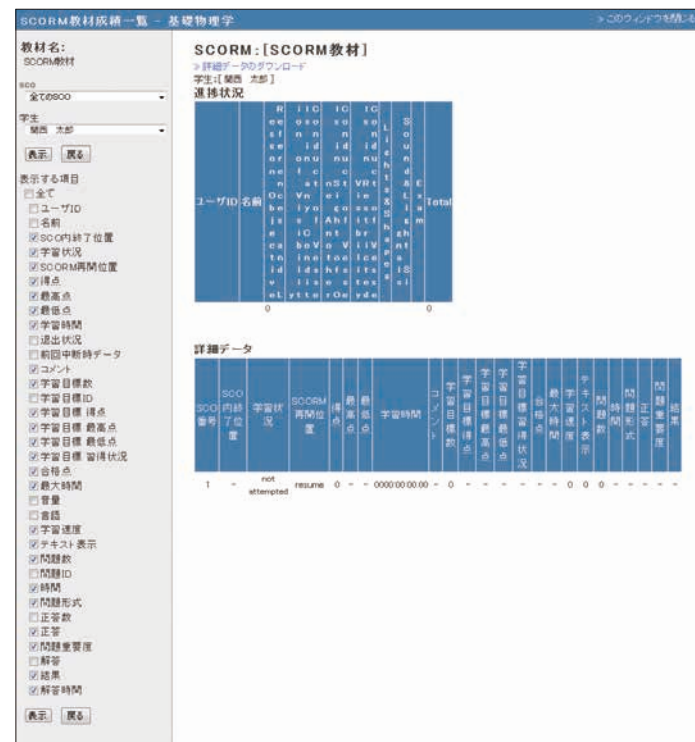 SCORM教材成績一覧 - 基礎物理学
» このウィンドウを閉じる
教材名:
SCORM教材
sco
全てのSCO
学生
関西 太郎
表示 戻る
表示する項目
全て
ユーザID
名前
SCO内終了位置
学習状況
SCORM再開位置
得点
最高点
最低点
学習時間
退出状況
前回中断時データ
コメント
学習目標数
学習目標ID
学習目標 得点
学習目標 最高点
学習目標 最低点
学習目標 習得状況
合格点
最大時間
音量
言語
学習速度
テキスト表示
問題数
問題ID
時間
問題形式
正答数
正答
問題重要度
解答
結果
解答時間
表示 戻る
SCORM:[SCORM教材]
» 詳細データのダウンロード
学生:[ 関西 太郎 ]
進捗状況
ユーザID 名前 Lights & Shapes Exam Total
0 0
詳細データ
SCO番号 SCO内終了位置 学習状況 SCORM再開位置 得点 最高点 最低点 学習時間 コメント 学習目標数 学習目標得点 学習目標最高点 学習目標最低点 学習目標習得状況 合格点 最大時間 学習速度 テキスト表示 問題数 時間 問題形式 正答 問題重要度 結果
1 - not attempted resume 0 - - 0000:00:00.00 - 0 - - - - - - 0 0 0 - - - - -